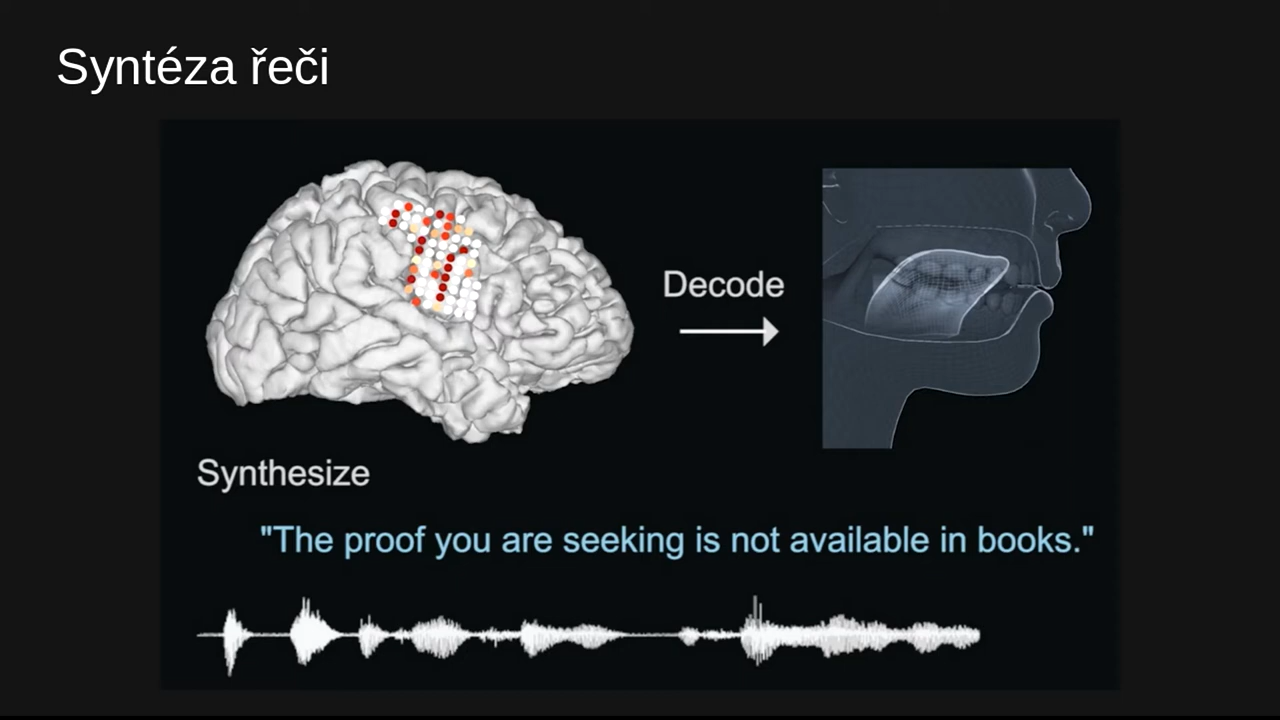 Syntéza řeči
Decode
Synthesize
"The proof you are seeking is not available in books."